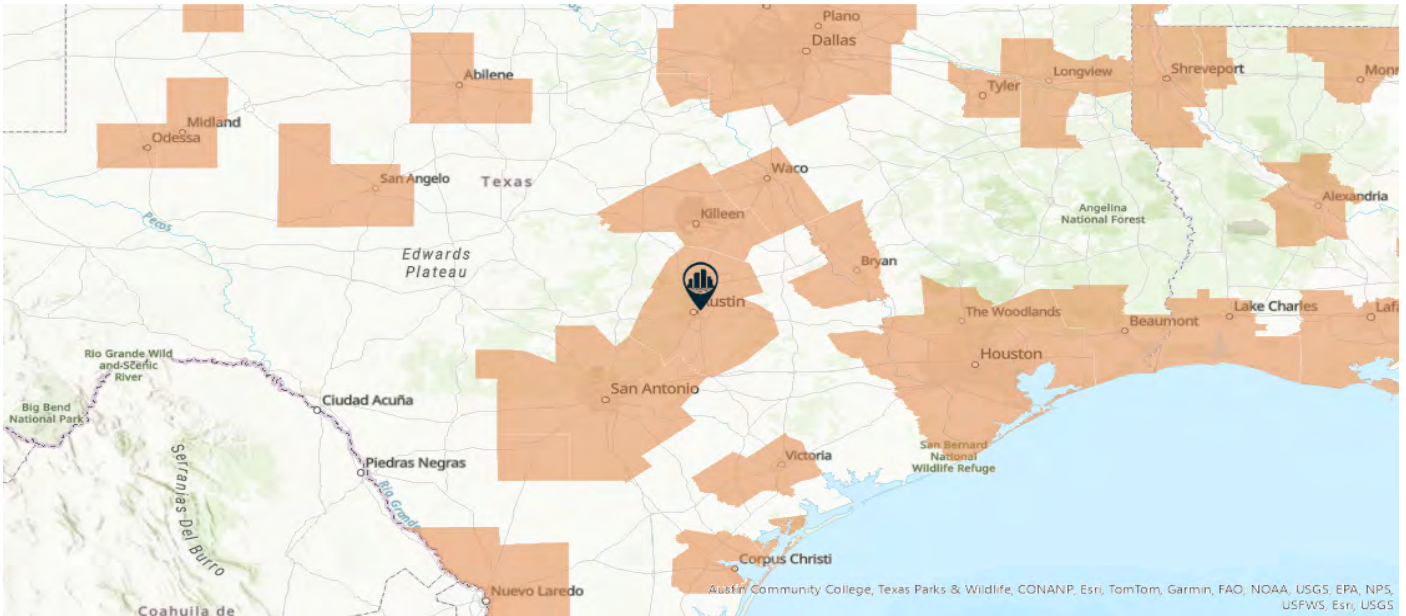 Plano
Dallas
Abilene
Longview
Shreveport
Monr
Tyler
Midland
Odessa
San Angelo
Texas
Waco
Alexandria
Killeen
Angelina
National Forest
Pecos
Edwards
Plateau
Bryan
Austin
The Woodlands
Lake Charles
Lafa
Beaumont
Houston
Rio Grande Wild
and-Scenic
River
San Antonio
Ciudad Acuña
Big Bend
National Park
San Bernard
National
Wildlife Refuge
Victoria
Piedras Negras
Serranias Del Burro
Rio Grande
Corpus Christi
Nuevo Laredo
Coahuila de
Austin Community College, Texas Parks & Wildlife, CONANP, Esri, TomTom, Garmin, FAO, NOAA, USGS, EPA, NPS,
USFWS, Esri, USGS